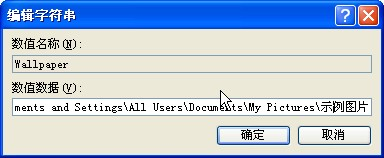 编辑字符串
数值名称(N):
Wallpaper
数值数据(V):
ments and Settings\All Users\Documents\My Pictures\示例图片
确定
取消